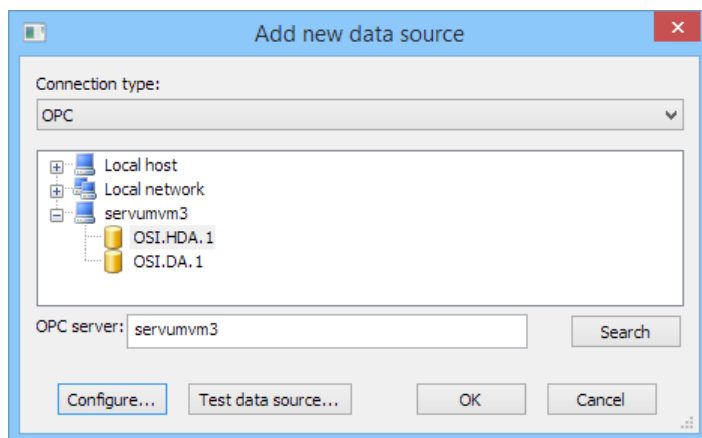 Add new data source
Connection type:
OPC
Local host
Local network
servumvm3
OSI.HDA.1
OSI.DA.1
OPC server: servumvm3 Search
Configure... Test data source... OK Cancel